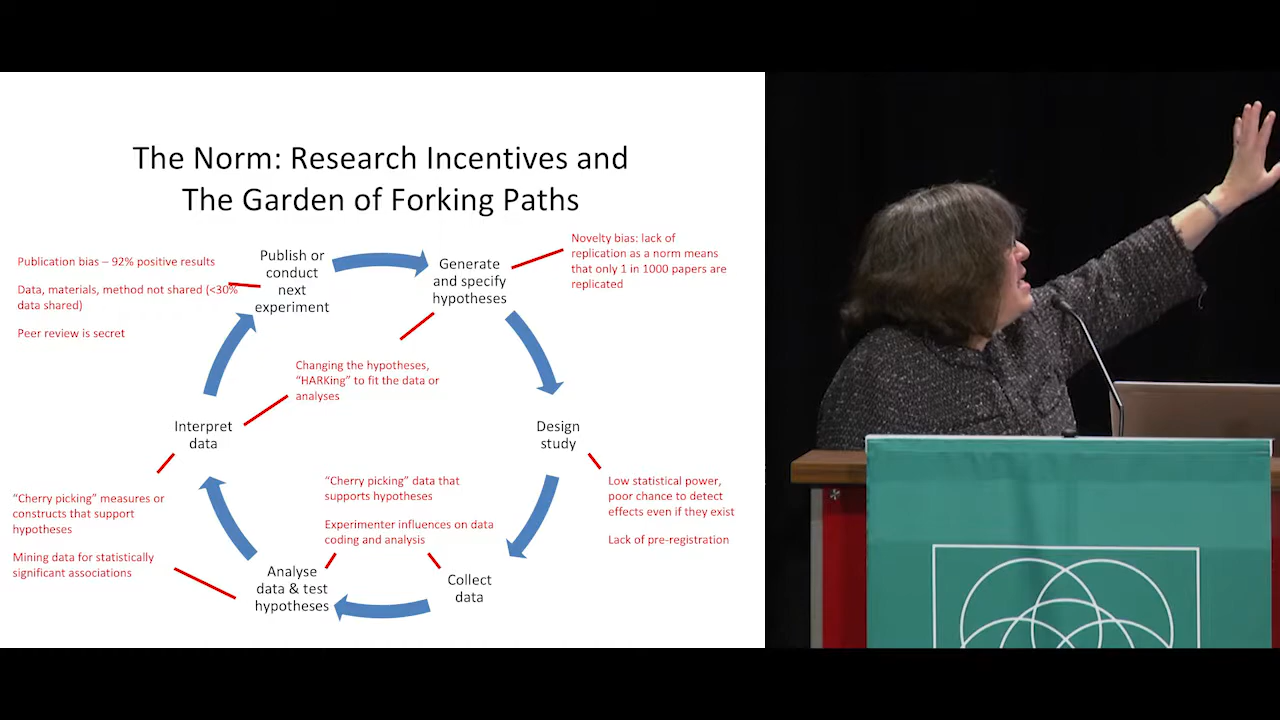 The Norm: Research Incentives and
The Garden of Forking Paths
Publication bias – 92% positive results
Data, materials, method not shared (<30%
data shared)
Peer review is secret
Publish or
conduct
next
experiment
Generate
and specify
hypotheses
Novelty bias: lack of
replication as a norm means
that only 1 in 1000 papers are
replicated
Changing the hypotheses,
“HARKing” to fit the data or
analyses
Interpret
data
Design
study
“Cherry picking” measures or
constructs that support
hypotheses
Mining data for statistically
significant associations
“Cherry picking” data that
supports hypotheses
Experimenter influences on data
coding and analysis
Low statistical power,
poor chance to detect
effects even if they exist
Lack of pre-registration
Analyse
data & test
hypotheses
Collect
data